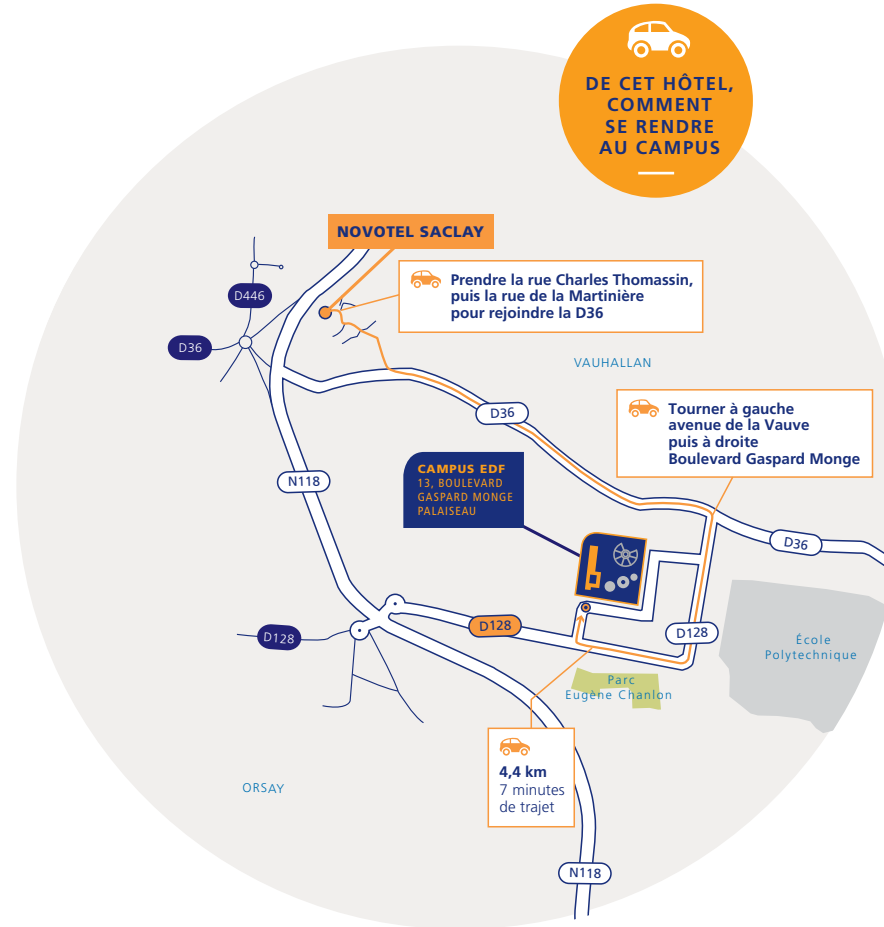 DE CET HÔTEL,
COMMENT
SE RENDRE
AU CAMPUS
NOVOTEL SACLAY
Prendre la rue Charles Thomassin,
puis la rue de la Martinière
pour rejoindre la D36
D446
D36
VAUHALLAN
D36
Tourner à gauche
avenue de la Vauve
puis à droite
Boulevard Gaspard Monge
CAMPUS EDF
13, BOULEVARD
GASPARD MONGE
PALAISEAU
N118
D36
D128
D128
D128
École
Polytechnique
Parc
Eugène Chanlon
4,4 km
7 minutes
de trajet
ORSAY
N118